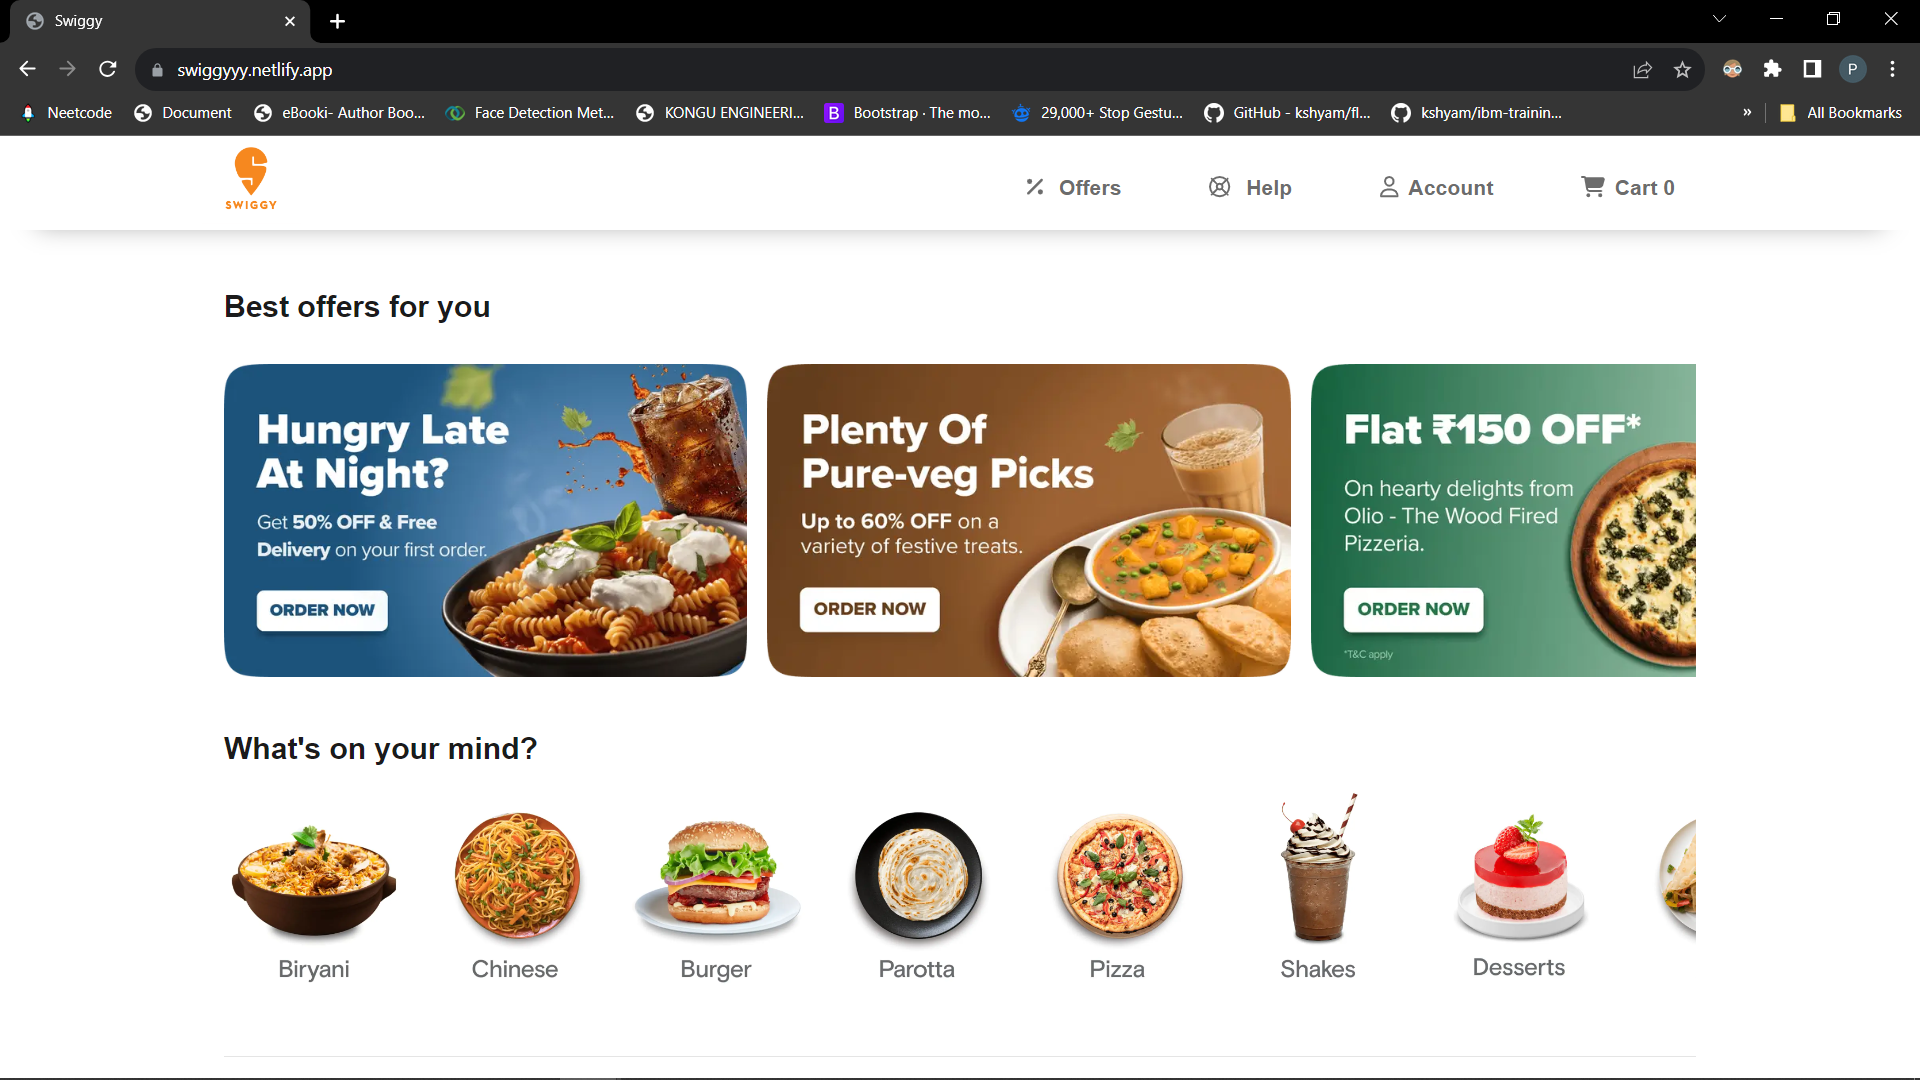 Swiggy
swiggyyy.netlify.app
P
Neetcode
Document
eBooki- Author Boo...
Face Detection Met...
KONGU ENGINEERI...
B
Bootstrap · The mo...
29,000+ Stop Gestu...
GitHub - kshyam/fl...
kshyam/ibm-trainin...
»
All Bookmarks
SWIGGY
Offers
Help
Account
Cart 0
Best offers for you
Hungry Late
At Night?
Get 50% OFF & Free
Delivery on your first order.
ORDER NOW
Plenty Of
Pure-veg Picks
Up to 60% OFF on a
variety of festive treats.
ORDER NOW
Flat ₹150 OFF*
On hearty delights from
Olio - The Wood Fired
Pizzeria.
ORDER NOW
*T&C apply
What's on your mind?
Biryani
Chinese
Burger
Parotta
Pizza
Shakes
Desserts